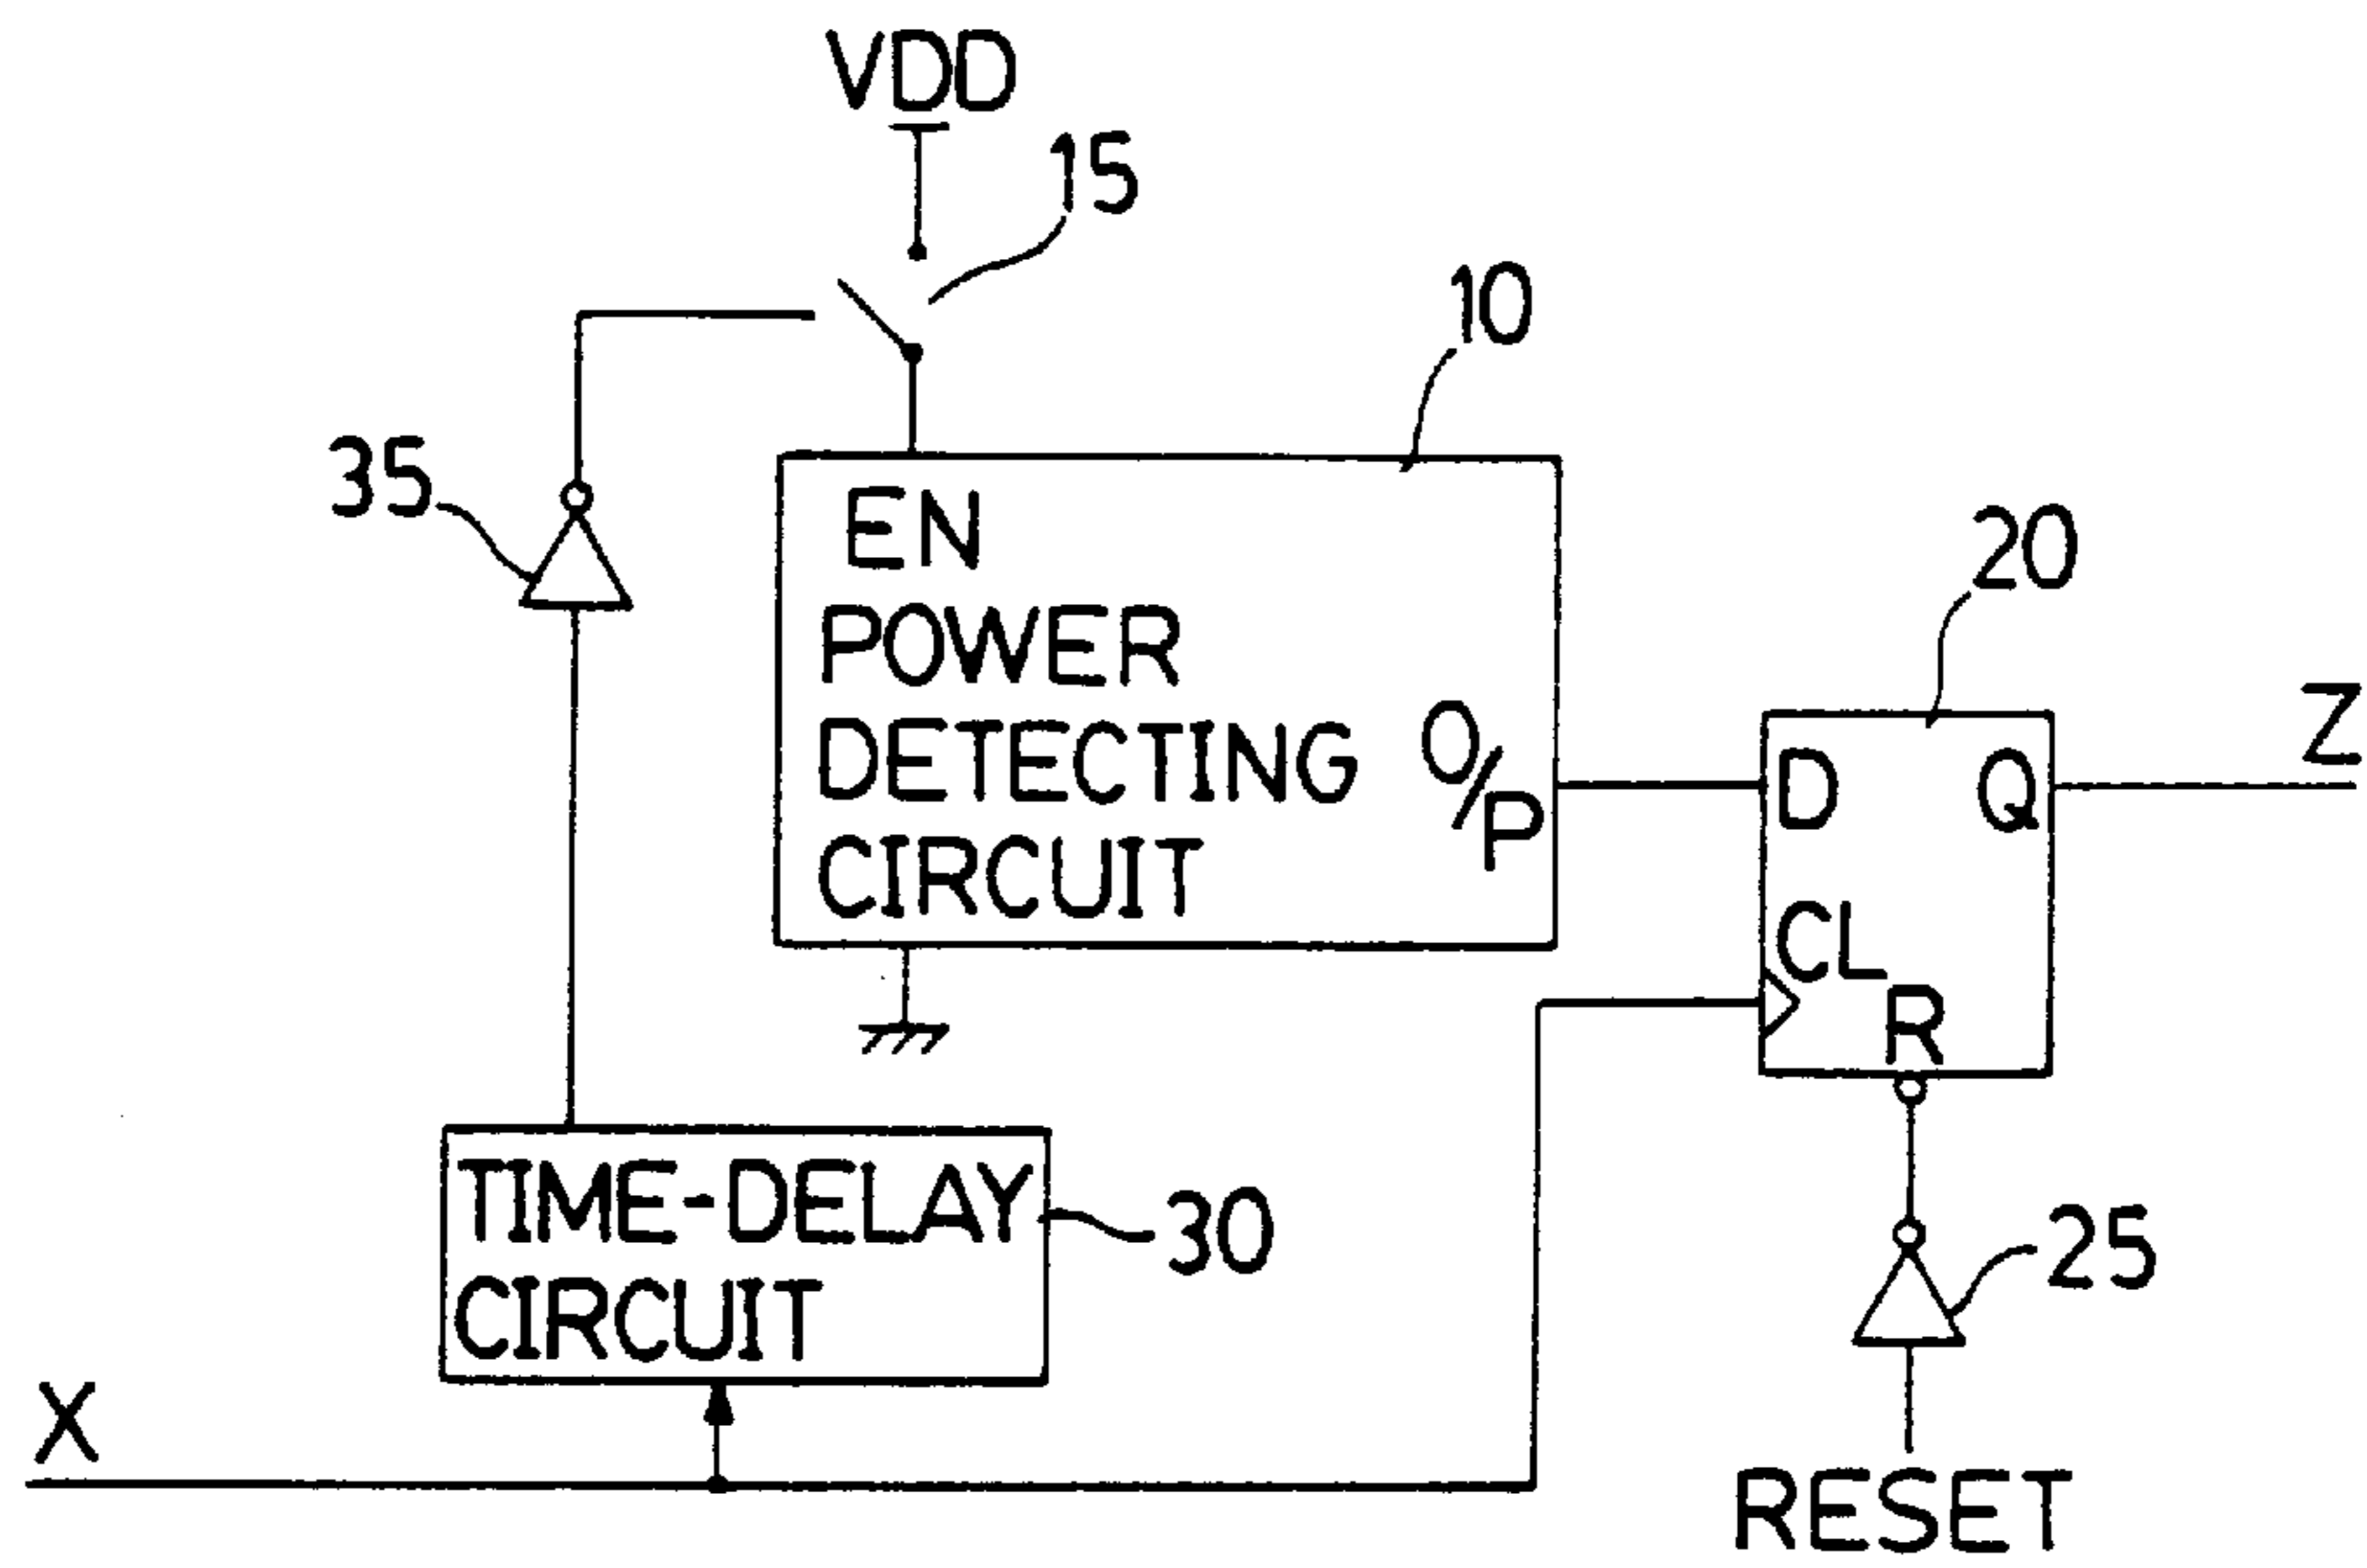 VDD
15
10
35
EN
POWER
DETECTING
CIRCUIT
O/P
20
D
Q
Z
CL
R
TIME-DELAY
CIRCUIT
30
25
X
RESET